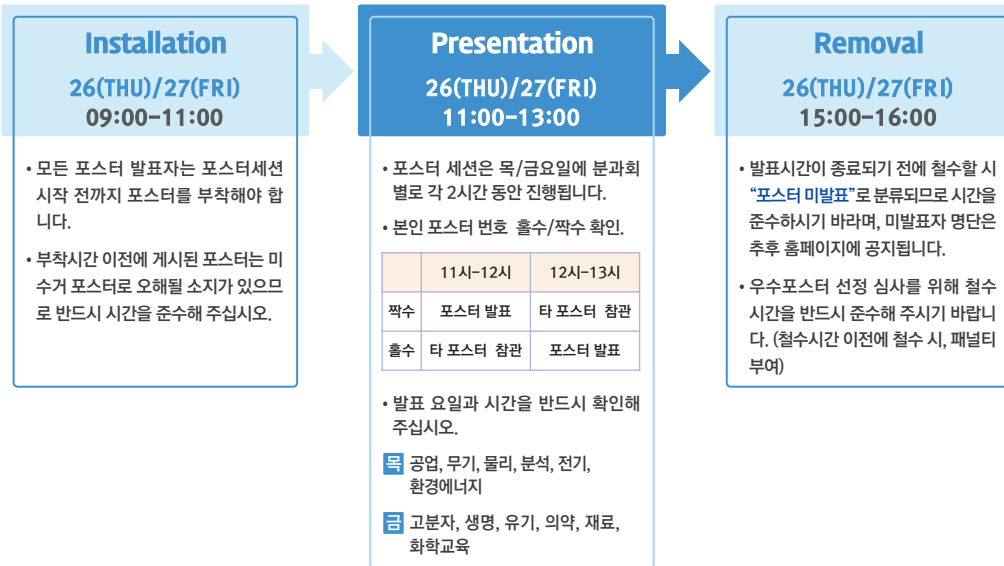 Installation
26(THU)/27(FRI)
09:00-11:00
• 모든 포스터 발표자는 포스터세션
시작 전까지 포스터를 부착해야 합
니다.
• 부착시간 이전에 게시된 포스터는 미
수거 포스터로 오해될 소지가 있으므
로 반드시 시간을 준수해 주십시오.
Presentation
26(THU)/27(FRI)
11:00-13:00
• 포스터 세션은 목/금요일에 분과회
별로 각 2시간 동안 진행됩니다.
• 본인 포스터 번호 홀수/짝수 확인.
11시-12시 12시-13시
짝수 포스터 발표 타 포스터 참관
홀수 타 포스터 참관 포스터 발표
• 발표 요일과 시간을 반드시 확인해
주십시오.
목 공업, 무기, 물리, 분석, 전기,
환경에너지
금 고분자, 생명, 유기, 의약, 재료,
화학교육
Removal
26(THU)/27(FRI)
15:00-16:00
• 발표시간이 종료되기 전에 철수할 시
“포스터 미발표”로 분류되므로 시간을
준수하시기 바라며, 미발표자 명단은
추후 홈페이지에 공지됩니다.
• 우수포스터 선정 심사를 위해 철수
시간을 반드시 준수해 주시기 바랍니
다. (철수시간 이전에 철수 시, 패널티
부여)